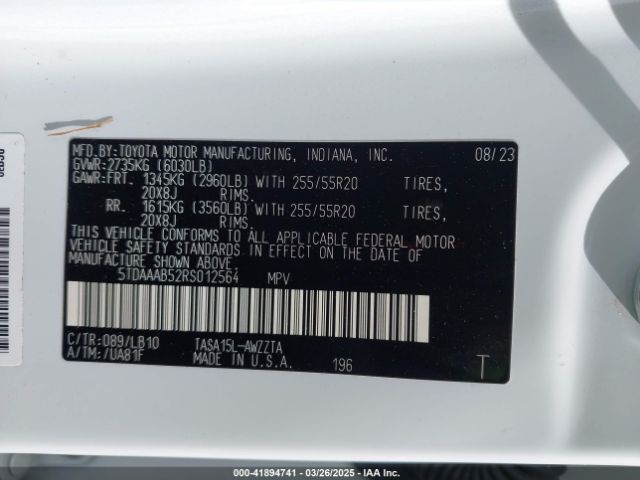 MFD.BY:TOYOTA MOTOR MANUFACTURING, INDIANA, INC. 08/23
GVWR:2735KG (6030LB)
GAWR:FRT. 1345KG (2960LB) WITH 255/55R20 TIRES,
20X8J RIMS.
RR. 1615KG (3560LB) WITH 255/55R20 TIRES,
20X8J RIMS.
THIS VEHICLE CONFORMS TO ALL APPLICABLE FEDERAL MOTOR
VEHICLE SAFETY STANDARDS IN EFFECT ON THE DATE OF
MANUFACTURE SHOWN ABOVE.
5TDAAAB52RS012564 MPV
C/TR:089/LB10 TASA15L-AWZZTA
A/TM:/UA81F MADE IN U.S.A. 196 T
000-41894741 | 03/26/2025 | IAAI.COM